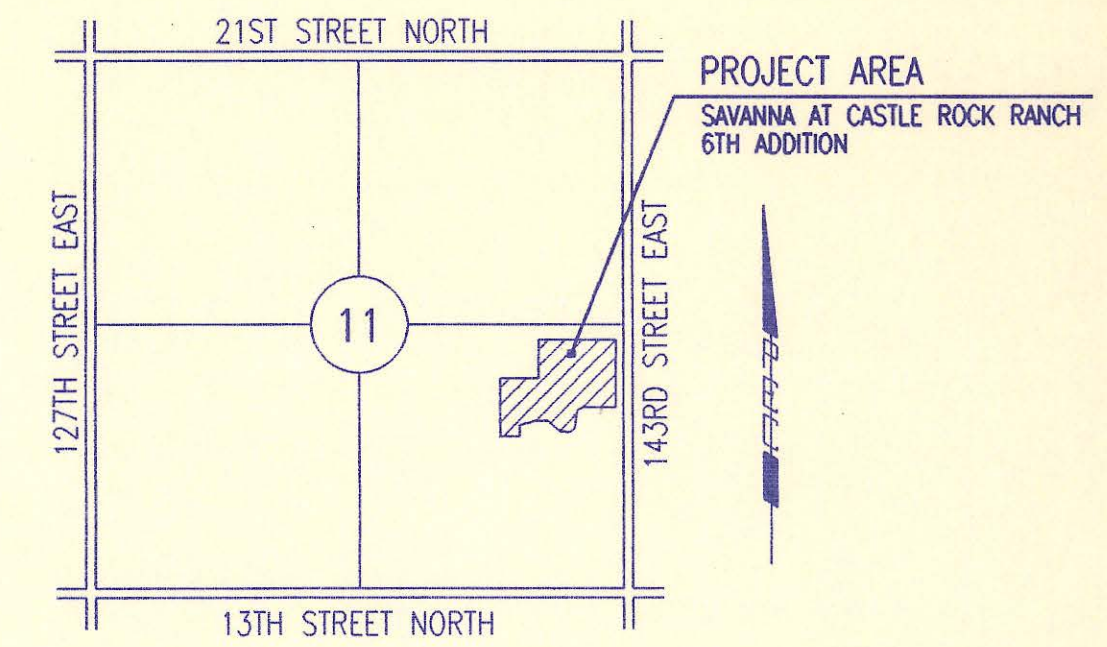 21ST STREET NORTH
PROJECT AREA
SAVANNA AT CASTLE ROCK RANCH
6TH ADDITION
127TH STREET EAST
11
143RD STREET EAST
13TH STREET NORTH